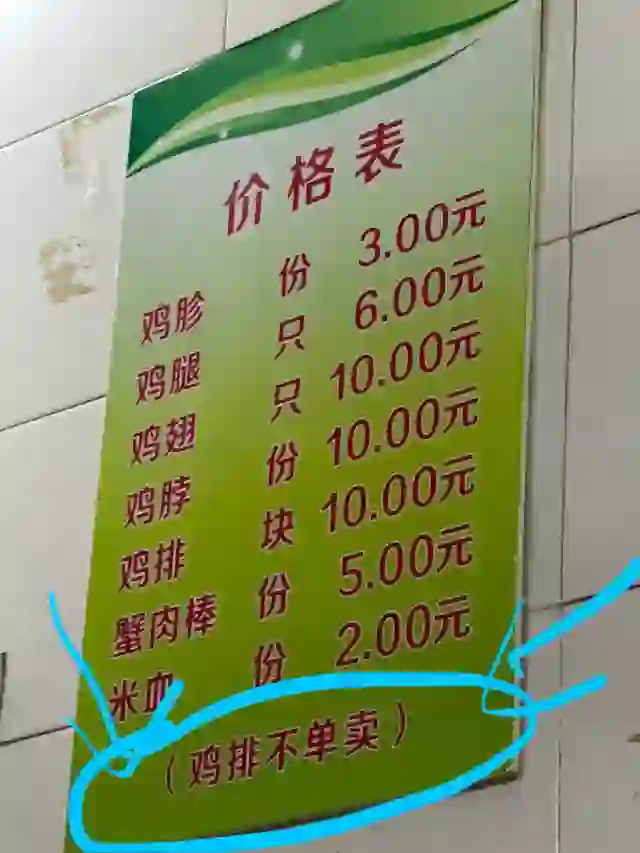 价格表
鸡胗 份 3.00元
鸡腿 只 6.00元
鸡翅 只 10.00元
鸡脖 份 10.00元
鸡排 块 10.00元
蟹肉棒 份 5.00元
米血 份 2.00元
（鸡排不单卖）